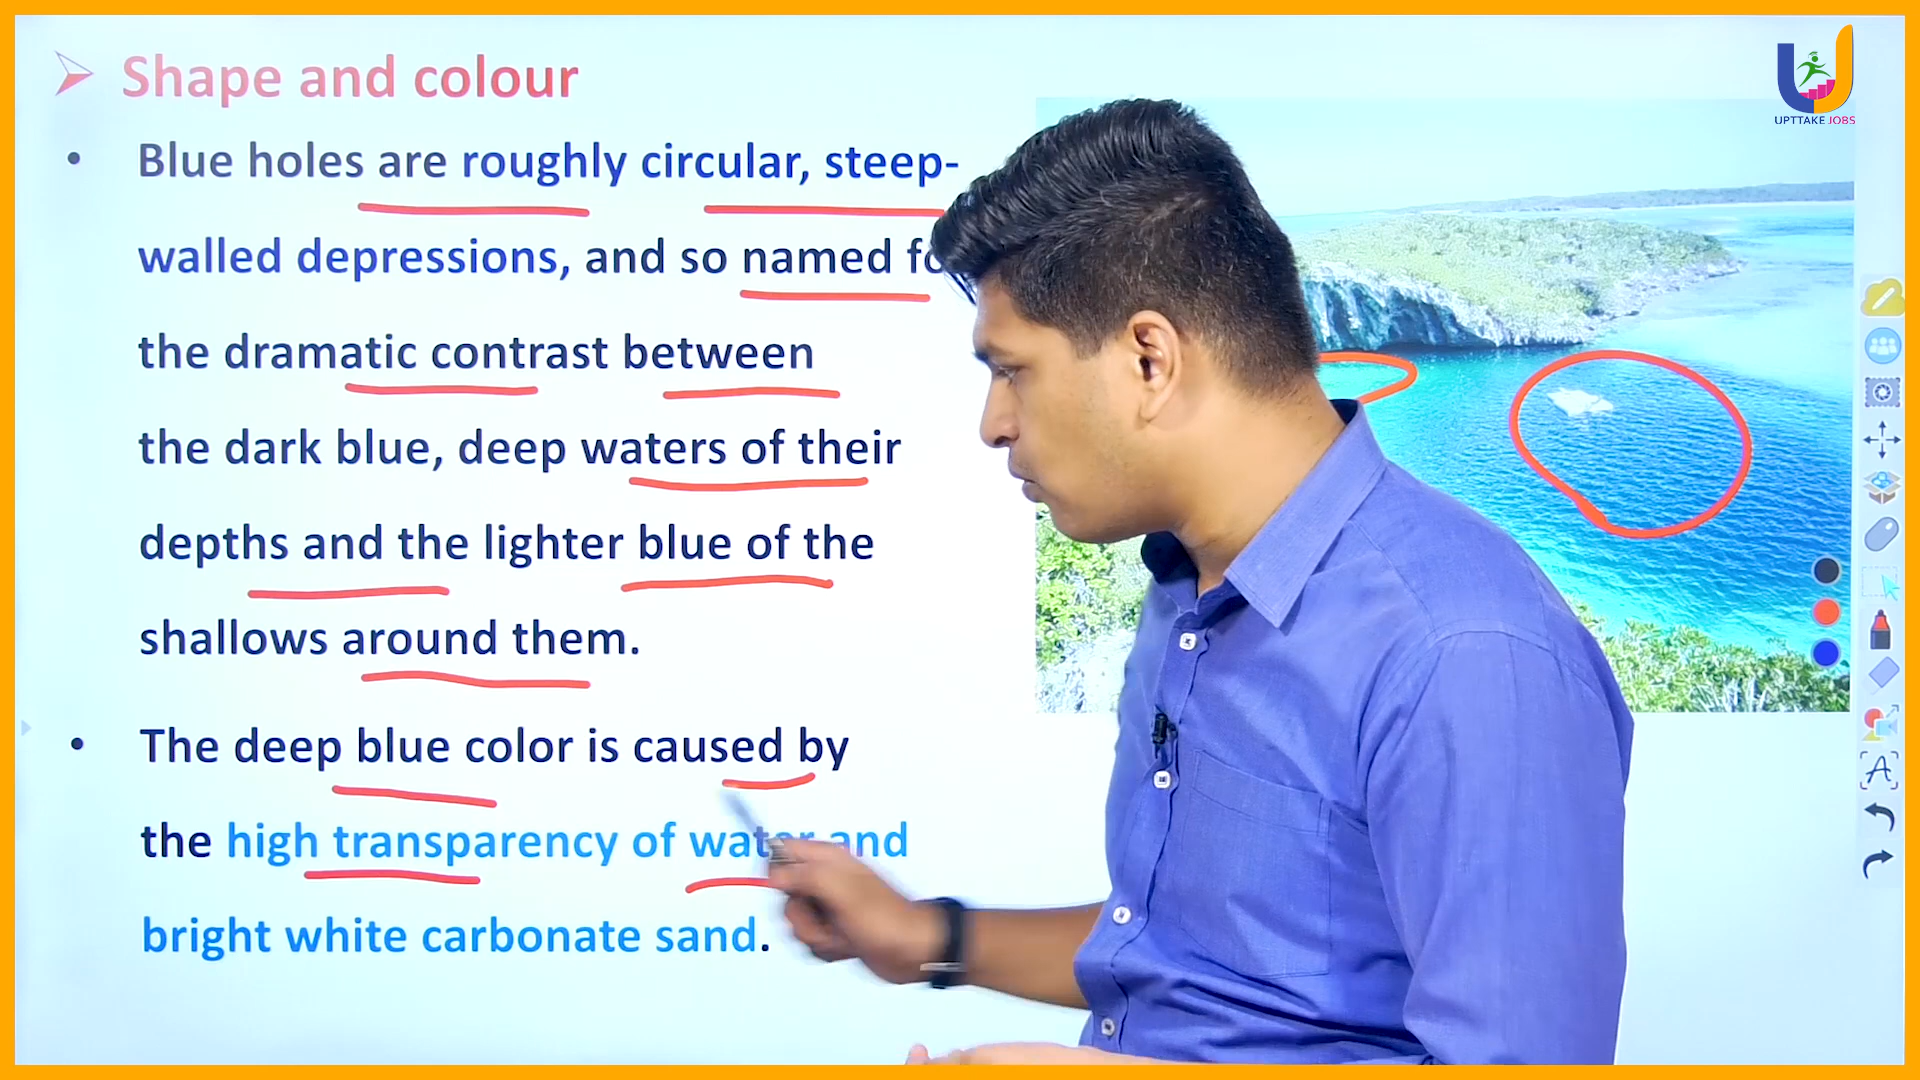 Shape and colour
UPTTAKE JOBS
• Blue holes are roughly circular, steep-
walled depressions, and so named
the dramatic contrast between
the dark blue, deep waters of their
depths and the lighter blue of the
shallows around them.
• The deep blue color is caused by
the high transparency of water and
bright white carbonate sand.
A